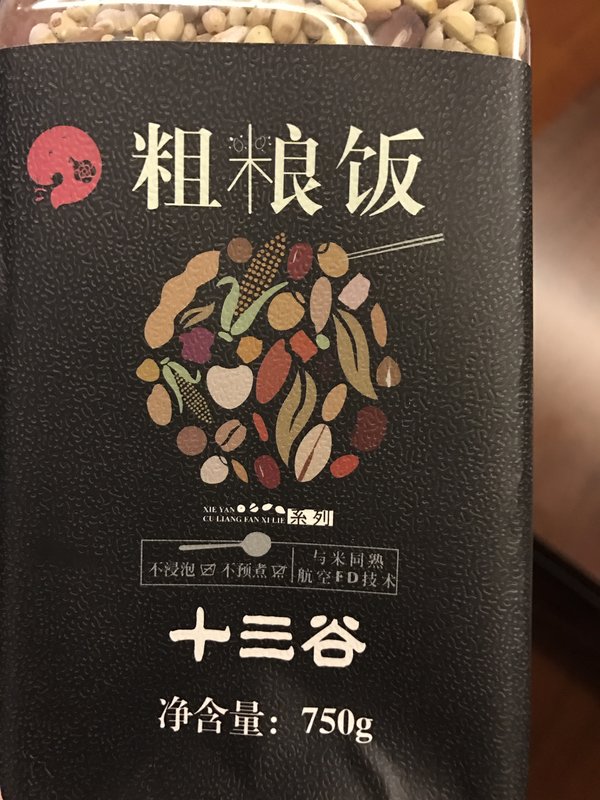 粗粮饭
XIE YAN
CU LIANG FAN XI LIE 系列
不浸泡 不预煮
与米同熟
航空FD技术
十三谷
净含量：750g